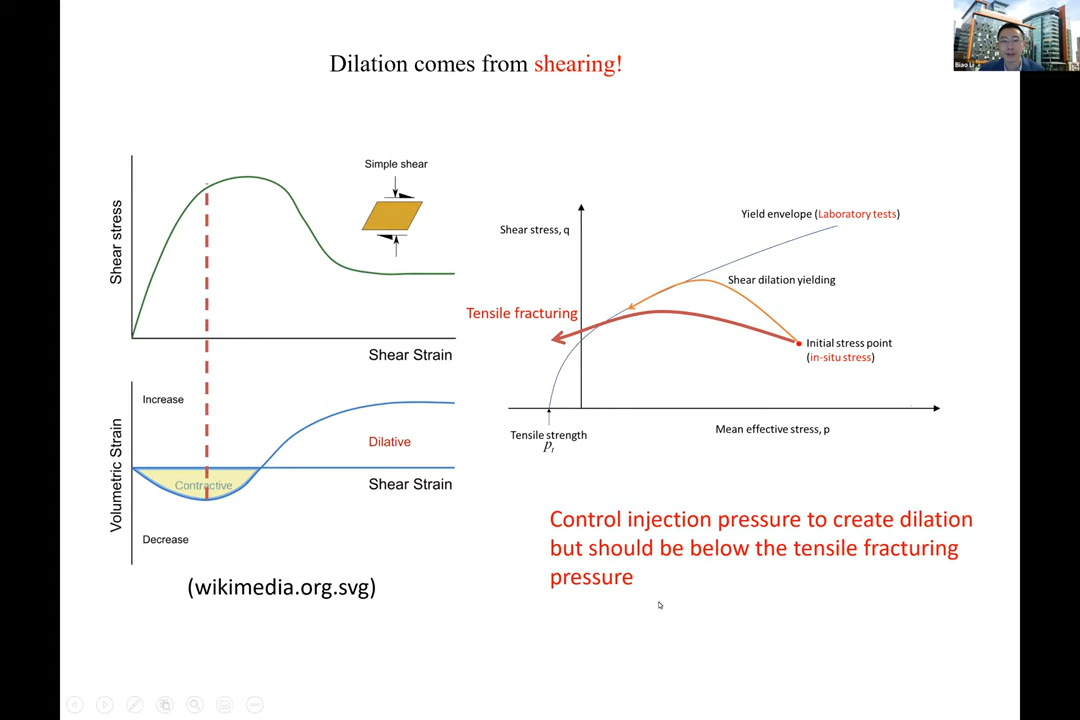 Biao Li
Dilation comes from shearing!
Simple shear
Shear stress
Shear Strain
Increase
Volumetric Strain
Dilative
Contractive
Shear Strain
Decrease
(wikimedia.org.svg)
Yield envelope (Laboratory tests)
Shear stress, q
Shear dilation yielding
Tensile fracturing
Initial stress point
(in-situ stress)
Mean effective stress, p
Tensile strength
pt
Control injection pressure to create dilation
but should be below the tensile fracturing
pressure